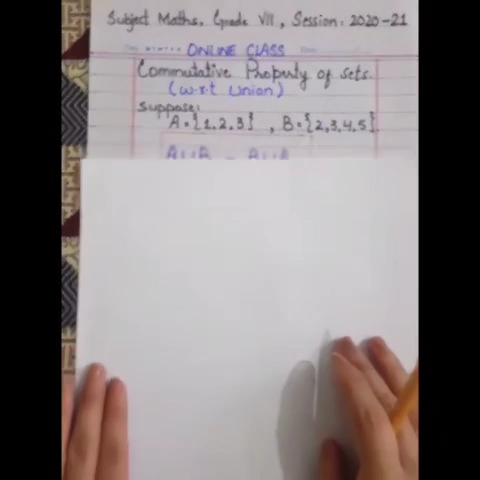 Subject Maths, Grade VII, Session: 2020-21
ONLINE CLASS
Commutative Property of sets.
(w.r.t Union)
Suppose:
A={1,2,3} , B={2,3,4,5}